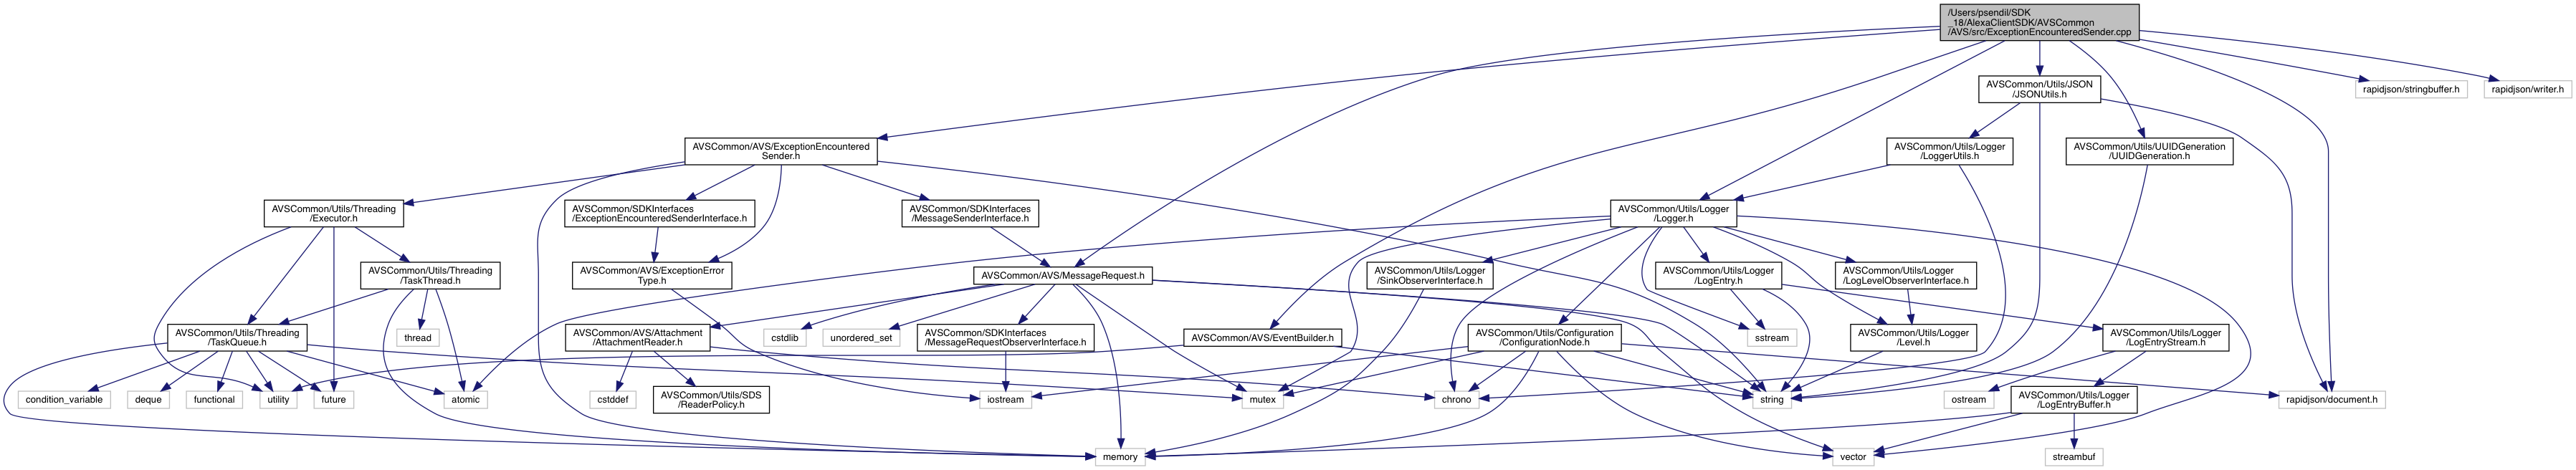 /Users/psendil/SDK
_18/AlexaClientSDK/AVSCommon
/AVS/src/ExceptionEncounteredSender.cpp
AVSCommon/Utils/JSON
/JSONUtils.h
rapidjson/stringbuffer.h
rapidjson/writer.h
AVSCommon/AVS/ExceptionEncountered
Sender.h
AVSCommon/Utils/Logger
/LoggerUtils.h
AVSCommon/Utils/UUIDGeneration
/UUIDGeneration.h
AVSCommon/Utils/Threading
/Executor.h
AVSCommon/SDKInterfaces
/ExceptionEncounteredSenderInterface.h
AVSCommon/SDKInterfaces
/MessageSenderInterface.h
AVSCommon/Utils/Logger
/Logger.h
AVSCommon/Utils/Threading
/TaskThread.h
AVSCommon/AVS/ExceptionError
Type.h
AVSCommon/AVS/MessageRequest.h
AVSCommon/Utils/Logger
/SinkObserverInterface.h
AVSCommon/Utils/Logger
/LogEntry.h
AVSCommon/Utils/Logger
/LogLevelObserverInterface.h
AVSCommon/Utils/Threading
/TaskQueue.h
thread
AVSCommon/AVS/Attachment
/AttachmentReader.h
cstdlib
unordered_set
AVSCommon/SDKInterfaces
/MessageRequestObserverInterface.h
AVSCommon/AVS/EventBuilder.h
AVSCommon/Utils/Configuration
/ConfigurationNode.h
sstream
AVSCommon/Utils/Logger
/Level.h
AVSCommon/Utils/Logger
/LogEntryStream.h
condition_variable
deque
functional
utility
future
atomic
cstddef
AVSCommon/Utils/SDS
/ReaderPolicy.h
iostream
mutex
chrono
string
ostream
AVSCommon/Utils/Logger
/LogEntryBuffer.h
rapidjson/document.h
memory
vector
streambuf